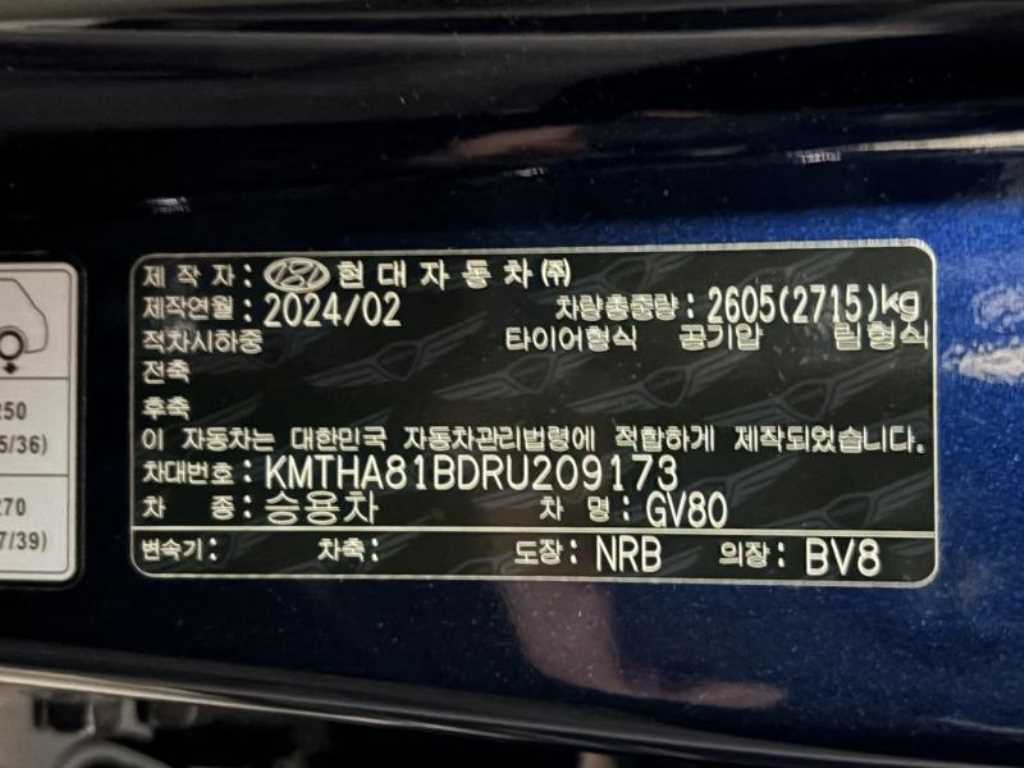 제 작 자 : 현대자동차㈜
제작연월 : 2024/02 차량총중량 : 2605(2715)kg
적차시하중 타이어형식 공기압 림형식
전축
후축
이 자동차는 대한민국 자동차관리법령에 적합하게 제작되었습니다.
차대번호 : KMTHA81BDRU209173
차 종 : 승용차 차 명 : GV80
변속기 : 차축 : 도장 : NRB 의장 : BV8
250
5/36)
270
7/39)